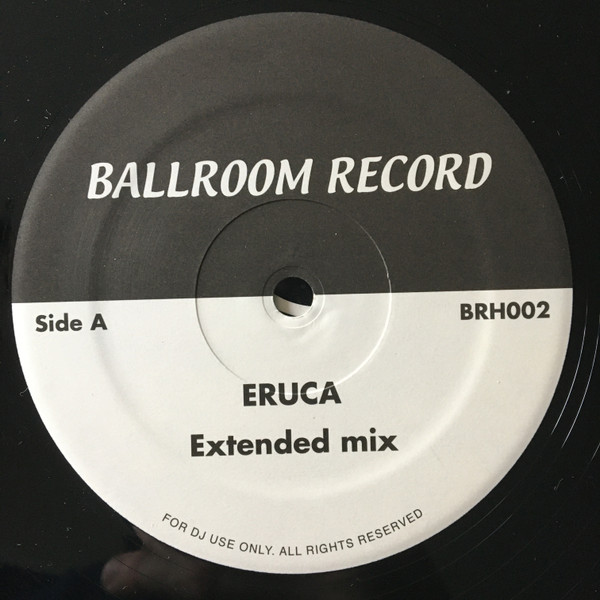 BALLROOM RECORD
Side A
BRH002
ERUCA
Extended mix
FOR DJ USE ONLY. ALL RIGHTS RESERVED